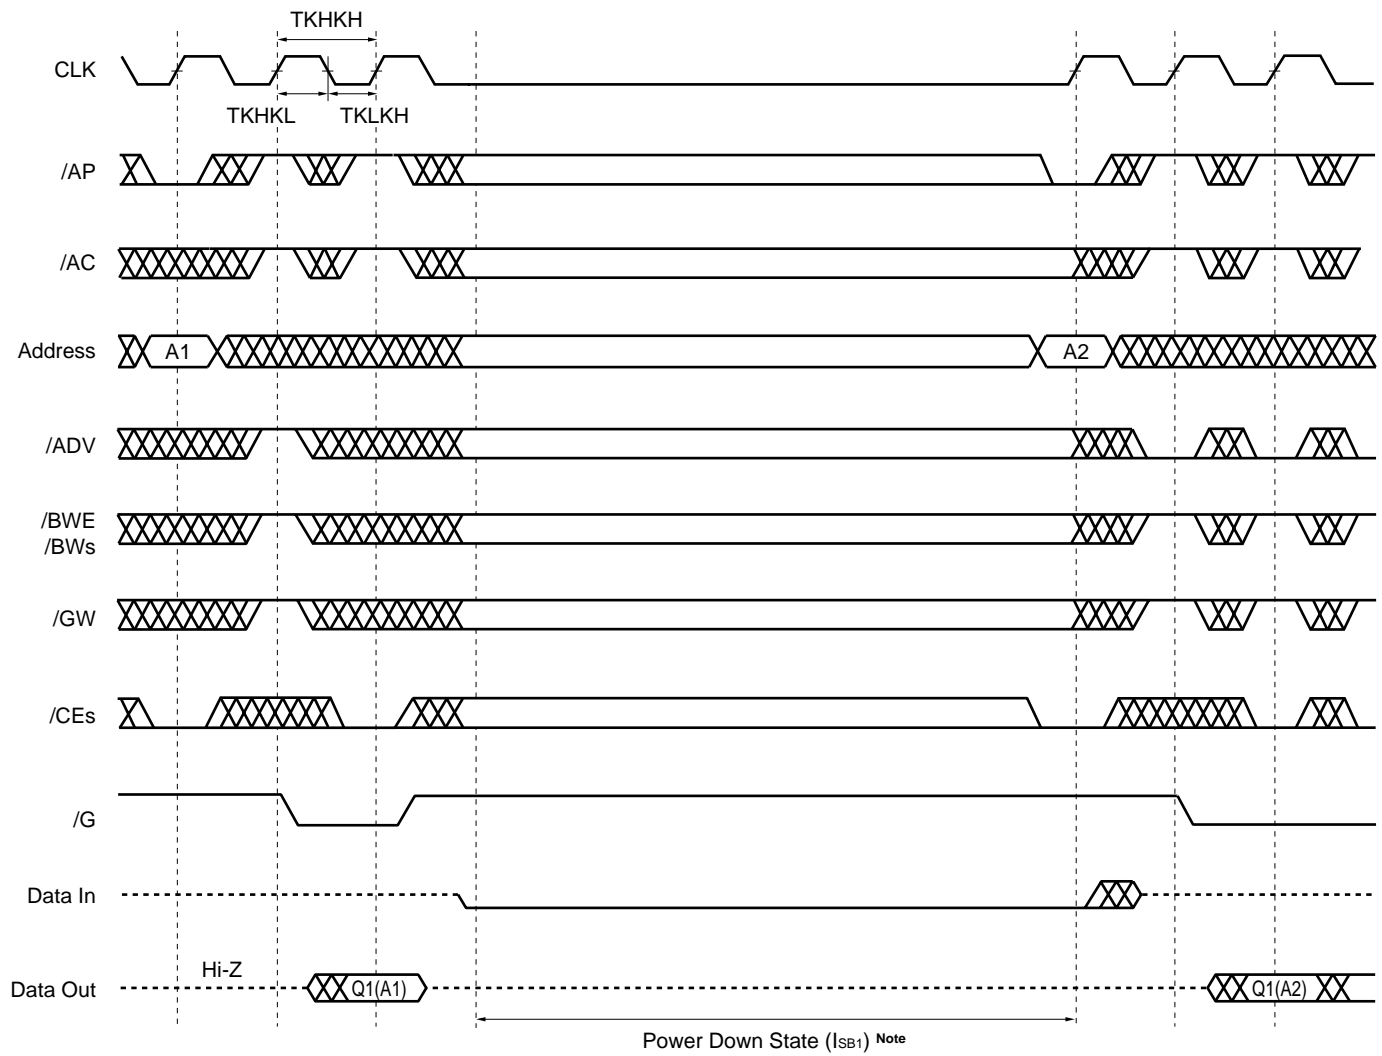 TKHKH
CLK
TKHKL TKLKH
/AP
/AC
Address A1 A2
/ADV
/BWE
/BWs
/GW
/CEs
/G
Data In
Hi-Z
Data Out Q1(A1) Q1(A2)
Power Down State (ISB1) Note